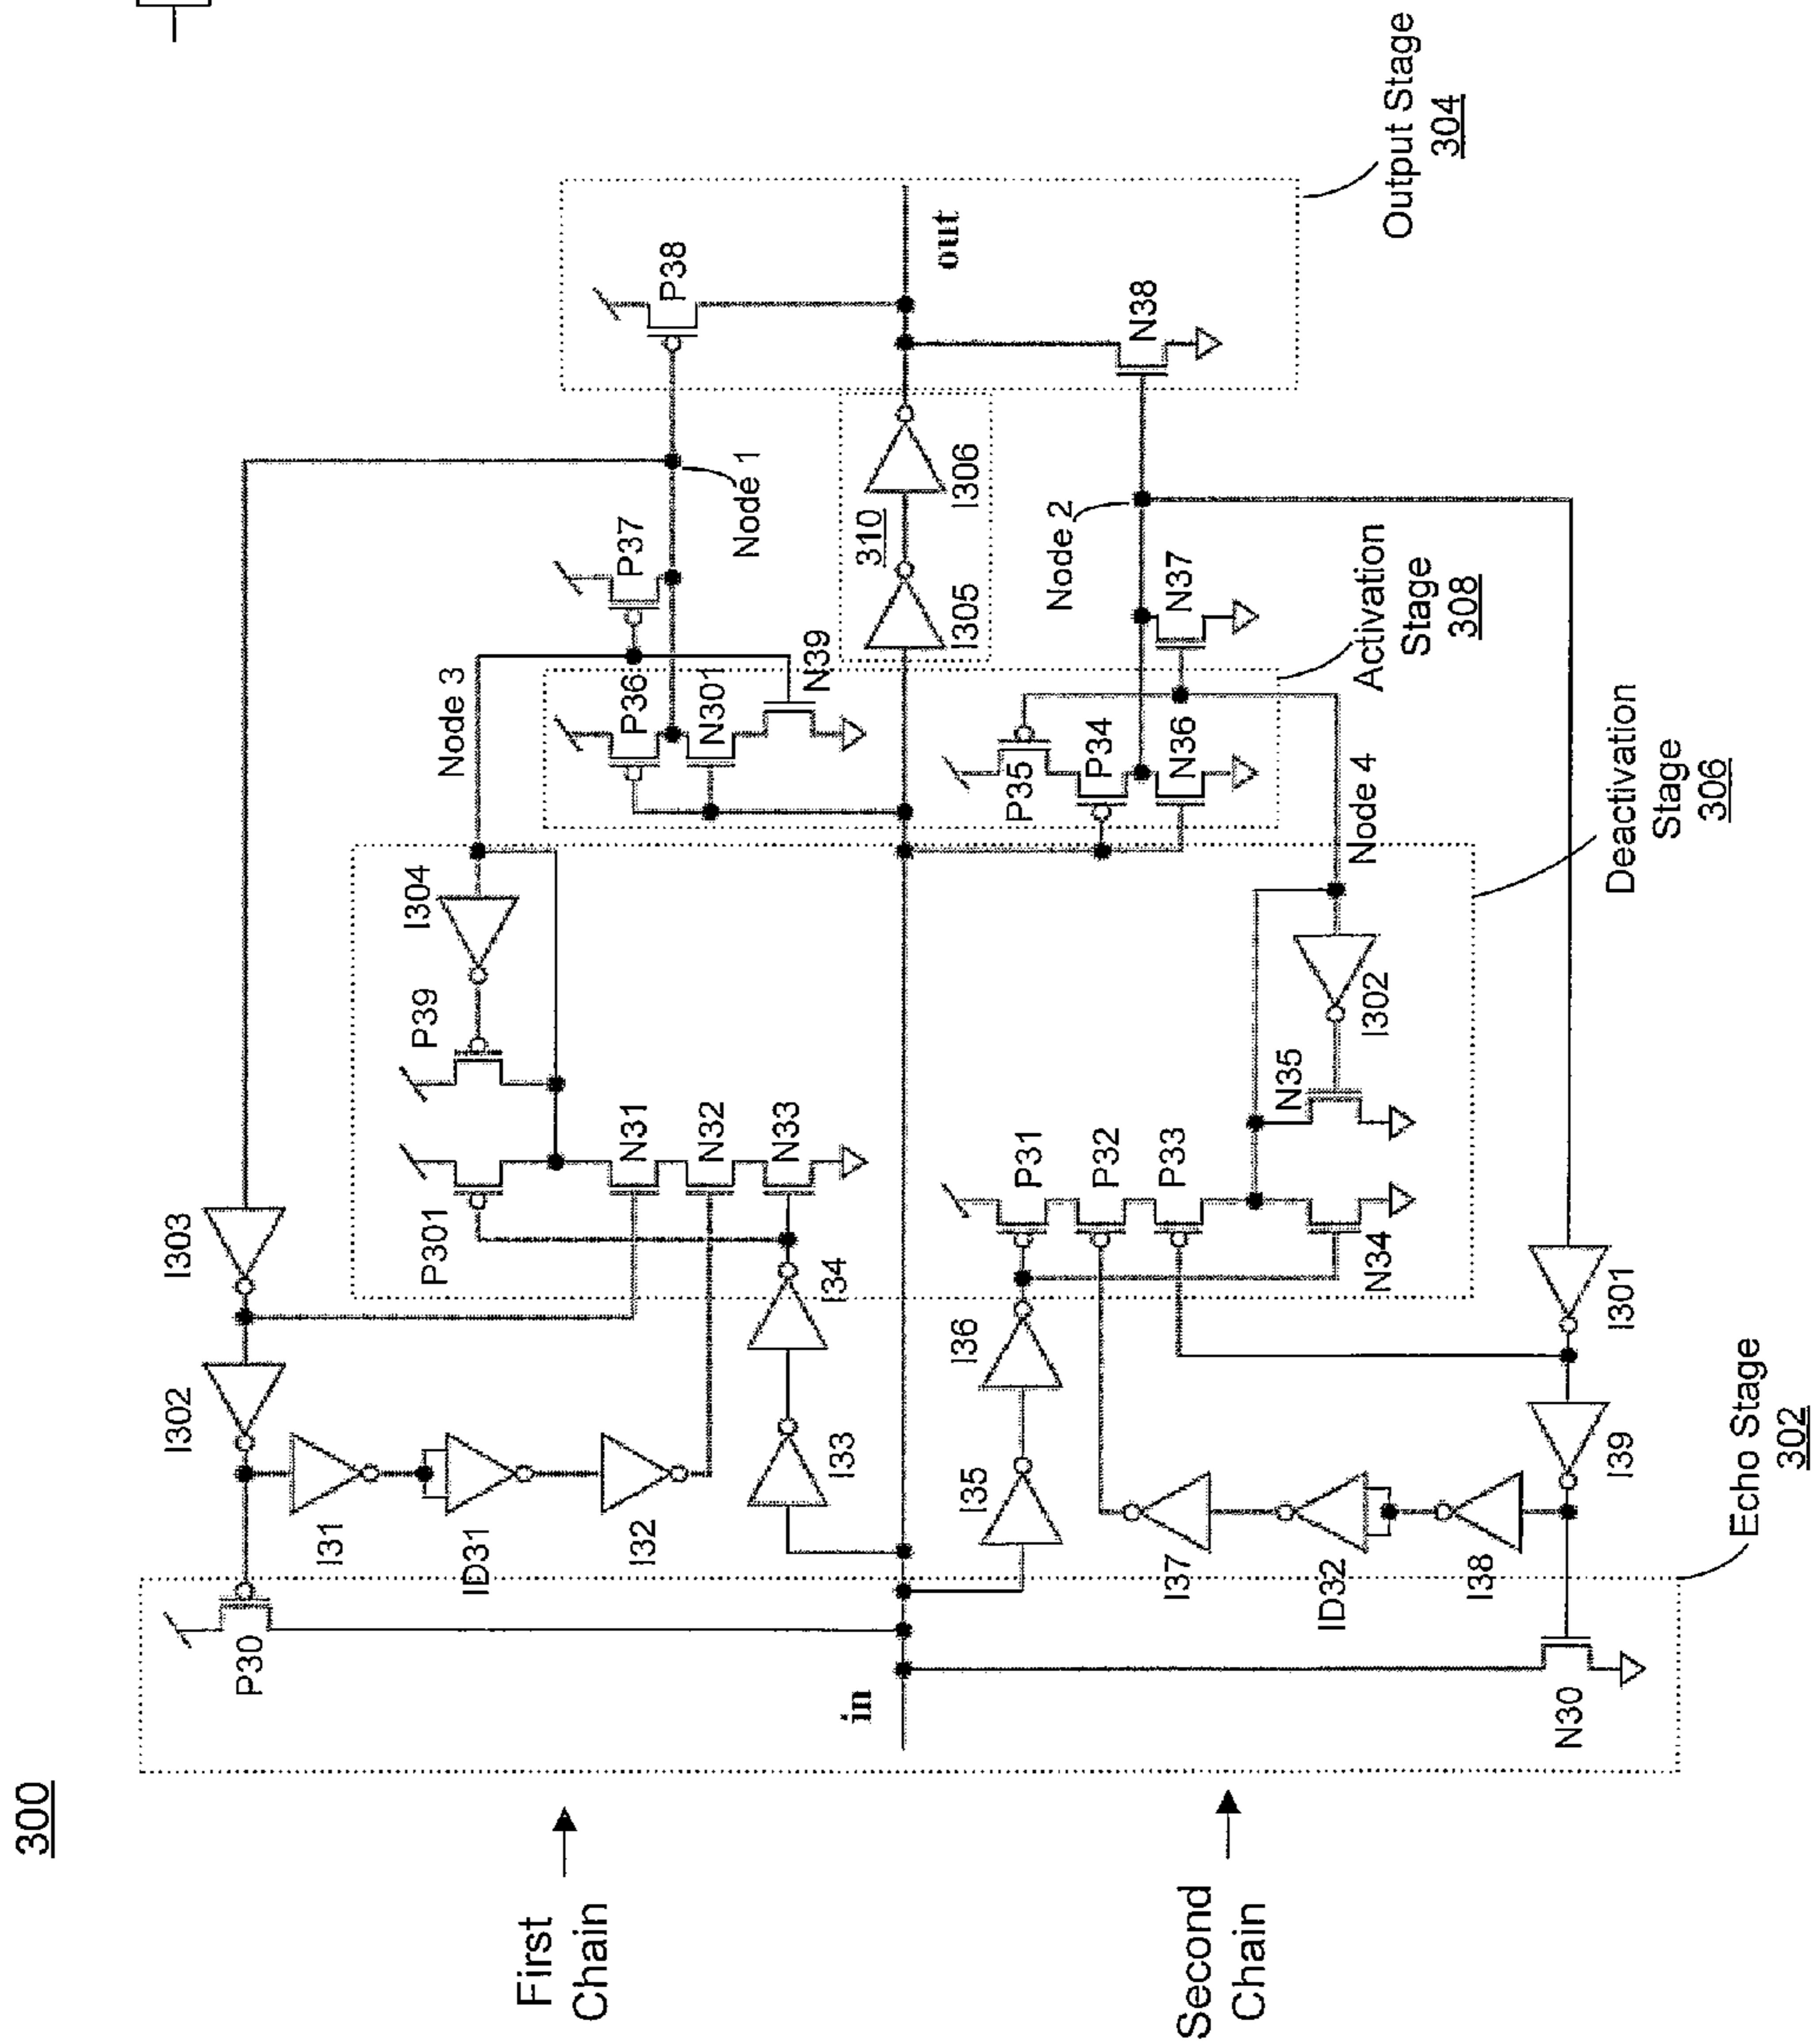 300
First
Chain
Second
Chain
in
P30
N30
Echo Stage
302
I303
I302
I31
ID31
I32
I33
I34
I35
I36
I37
ID32
I38
I39
I301
P301
P39
I304
N31
N32
N33
P31
P32
P33
N34
N35
I302
Deactivation
Stage
306
Node 3
Node 4
P36
N301
N39
P37
P35
P34
N36
N37
Activation
Stage
308
Node 1
Node 2
310
I305
I306
P38
N38
out
Output Stage
304